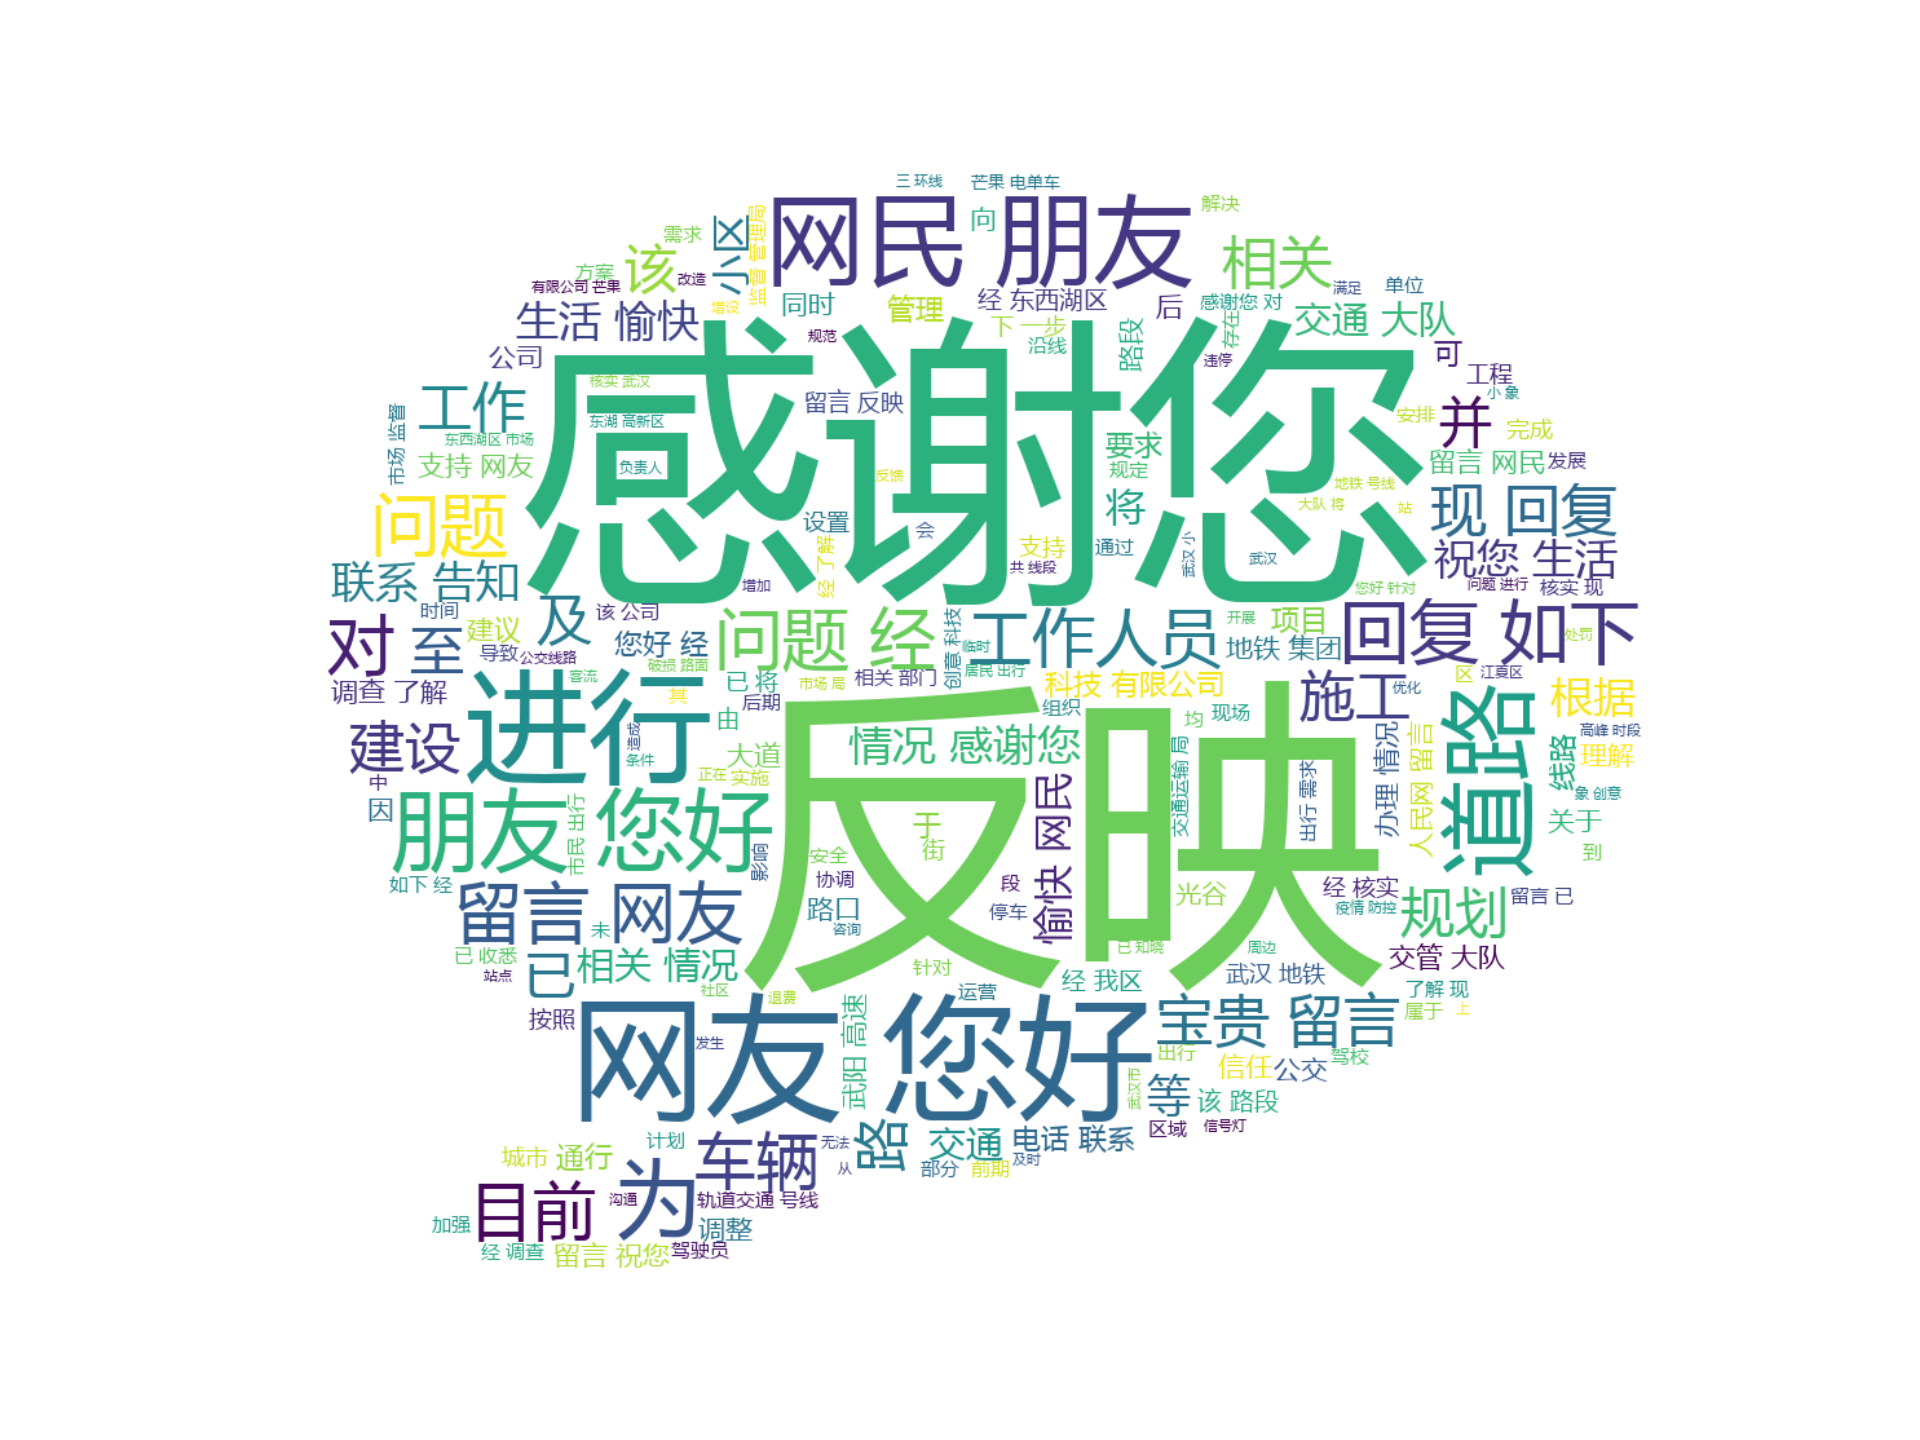 三 环线
芒果 电单车
网民 朋友
向
解决
需求
小区
监督 管理局
相关
该
方案
改造
有限公司 芒果
增设
同时
管理
经 东西湖区
后
感谢您 对
满足
单位
生活 愉快
规范
下 一步
沿线
路段
存在
交通 大队
公司
感谢您
违停
可
工程
核实 武汉
留言 反映
小 象
工作
市场 监督
东湖 高新区
安排
并
完成
东西湖区 市场
要求
支持 网友
负责人
反馈
规定
留言 网民
发展
地铁 号线
问题
将
大队 将
站
现 回复
设置
会
经 了解
支持
通过
武汉 小
武汉
祝您 生活
联系 告知
增加
共 线段
您好 针对
问题 进行
核实 现
时间
及
该 公司
创意 科技
开展
项目
回复 如下
处罚
对
至
建议
导致
公交线路
您好 经
问题 经
工作人员
临时
地铁 集团
破损 路面
居民 出行
调查 了解
进行
客流
其
已 将
市场 局
相关 部门
科技 有限公司
施工
优化
区
江夏区
根据
后期
反映
组织
均
现场
道路
建设
由
造成
条件
大道
情况 感谢您
交通运输 局
办理 情况
人民网 留言
线路
高峰 时段
理解
中
正在
实施
出行 需求
象 创意
因
朋友 您好
市民 出行
于
街
愉快 网民
关于
到
影响
安全
如下 经
协调
段
经 核实
留言 已
留言 网友
路口
停车
光谷
疫情 防控
规划
未
咨询
已 知晓
周边
已 收悉
已
相关 情况
交管 大队
站点
针对
经 我区
武汉 地铁
社区
退费
运营
了解 现
按照
网友 您好
武阳 高速
宝贵 留言
属于
上
发生
出行
信任
公交
驾校
武汉市
等
该 路段
计划
无法
路
交通
电话 联系
区域
信号灯
城市
通行
车辆
从
部分
前期
及时
目前
沟通
为
轨道交通 号线
加强
调整
经 调查
留言 祝您
驾驶员